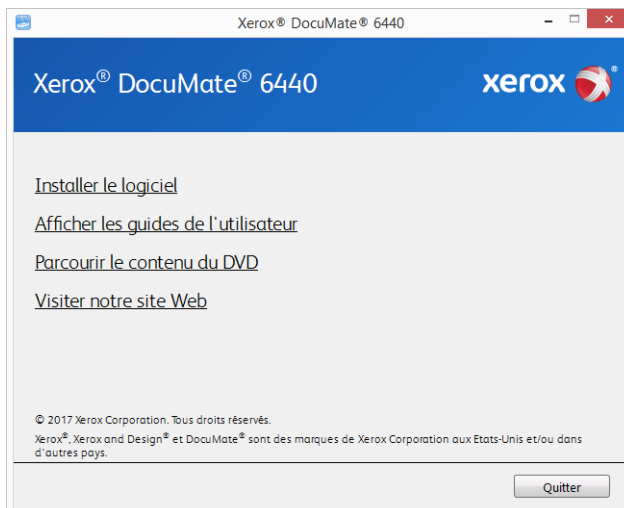 Xerox® DocuMate® 6440
Xerox® DocuMate® 6440
xerox ®
Installer le logiciel
Afficher les guides de l'utilisateur
Parcourir le contenu du DVD
Visiter notre site Web
© 2017 Xerox Corporation. Tous droits réservés.
Xerox®, Xerox and Design® et DocuMate® sont des marques de Xerox Corporation aux Etats-Unis et/ou dans
d'autres pays.
Quitter